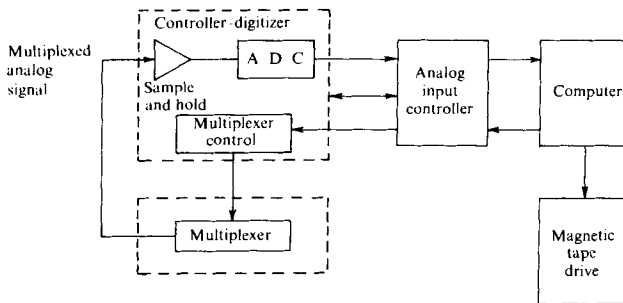 Controller-digitizer
Multiplexed
analog
signal
A D C
Sample
and hold
Multiplexer
control
Analog
input
controller
Computer
Multiplexer
Magnetic
tape
drive